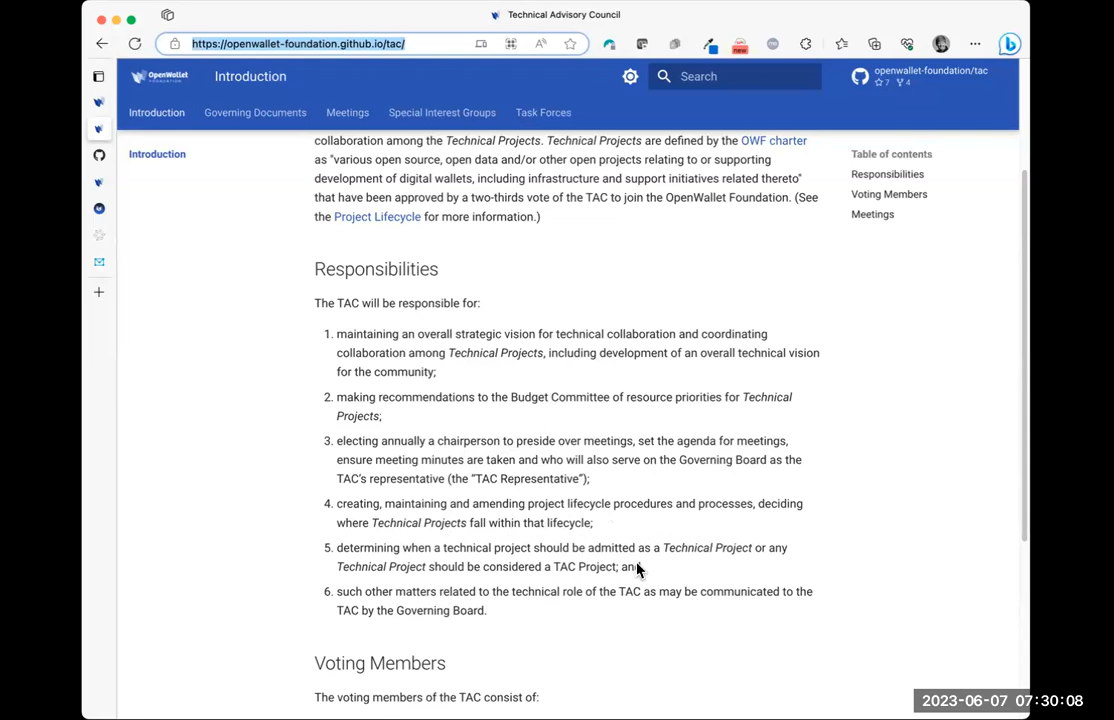 Technical Advisory Council
https://openwallet-foundation.github.io/tac/
new
OpenWallet
FOUNDATION
Introduction
Search
openwallet-foundation/tac
7 4
Introduction Governing Documents Meetings Special Interest Groups Task Forces
Introduction
collaboration among the Technical Projects. Technical Projects are defined by the OWF charter
as "various open source, open data and/or other open projects relating to or supporting
development of digital wallets, including infrastructure and support initiatives related thereto"
that have been approved by a two-thirds vote of the TAC to join the OpenWallet Foundation. (See
the Project Lifecycle for more information.)
Table of contents
Responsibilities
Voting Members
Meetings
Responsibilities
The TAC will be responsible for:
1. maintaining an overall strategic vision for technical collaboration and coordinating
collaboration among Technical Projects, including development of an overall technical vision
for the community;
2. making recommendations to the Budget Committee of resource priorities for Technical
Projects;
3. electing annually a chairperson to preside over meetings, set the agenda for meetings,
ensure meeting minutes are taken and who will also serve on the Governing Board as the
TAC's representative (the “TAC Representative”);
4. creating, maintaining and amending project lifecycle procedures and processes, deciding
where Technical Projects fall within that lifecycle;
5. determining when a technical project should be admitted as a Technical Project or any
Technical Project should be considered a TAC Project; and
6. such other matters related to the technical role of the TAC as may be communicated to the
TAC by the Governing Board.
Voting Members
The voting members of the TAC consist of:
2023-06-07 07:30:08